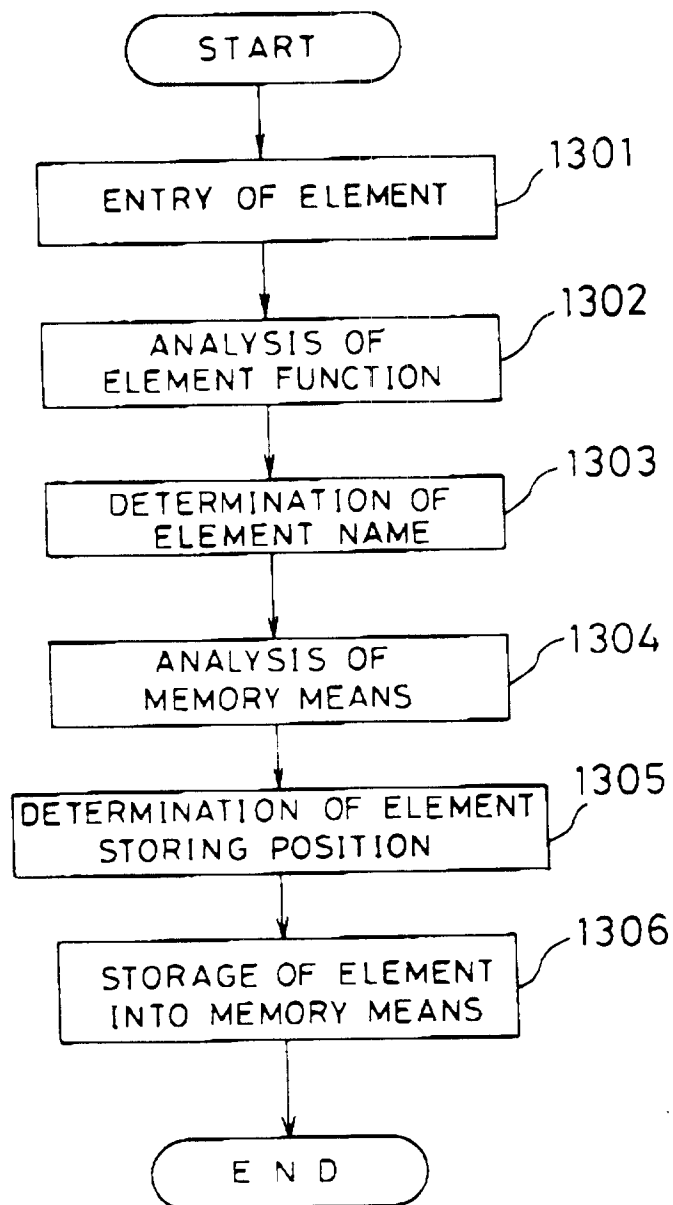 START
1301
ENTRY OF ELEMENT
1302
ANALYSIS OF
ELEMENT FUNCTION
1303
DETERMINATION OF
ELEMENT NAME
1304
ANALYSIS OF
MEMORY MEANS
1305
DETERMINATION OF ELEMENT
STORING POSITION
1306
STORAGE OF ELEMENT
INTO MEMORY MEANS
END